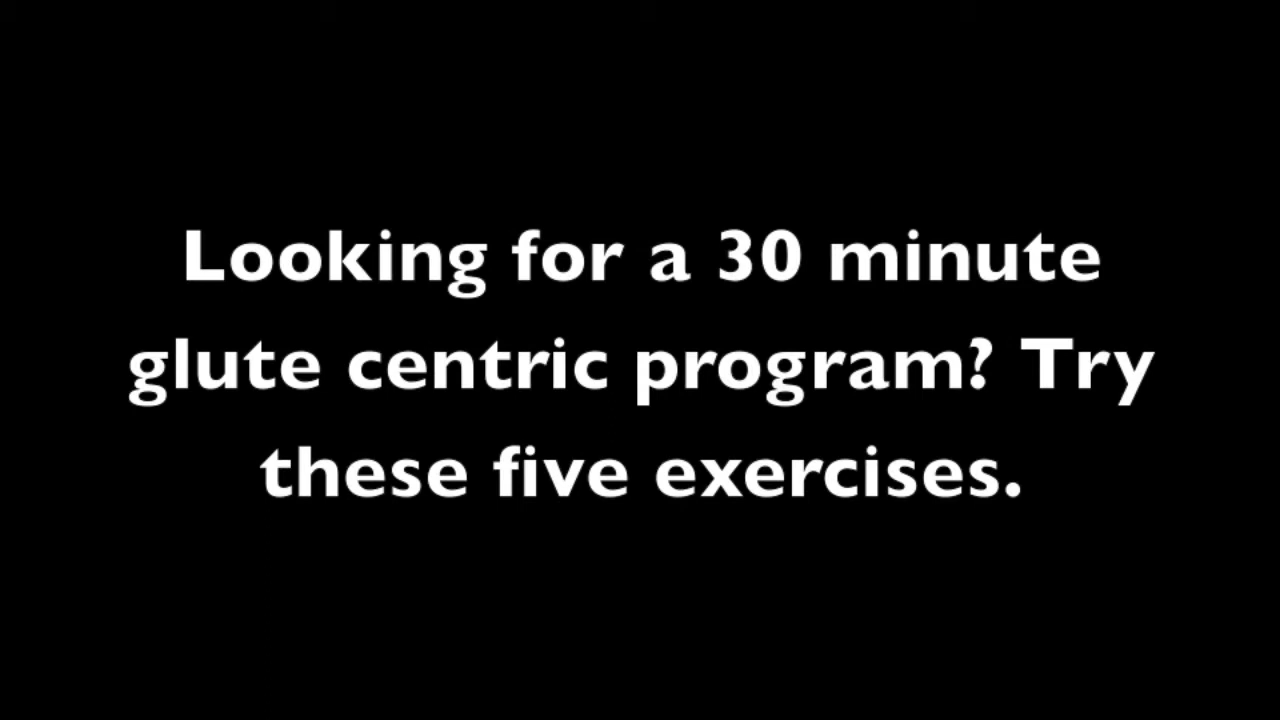 Looking for a 30 minute
glute centric program? Try
these five exercises.